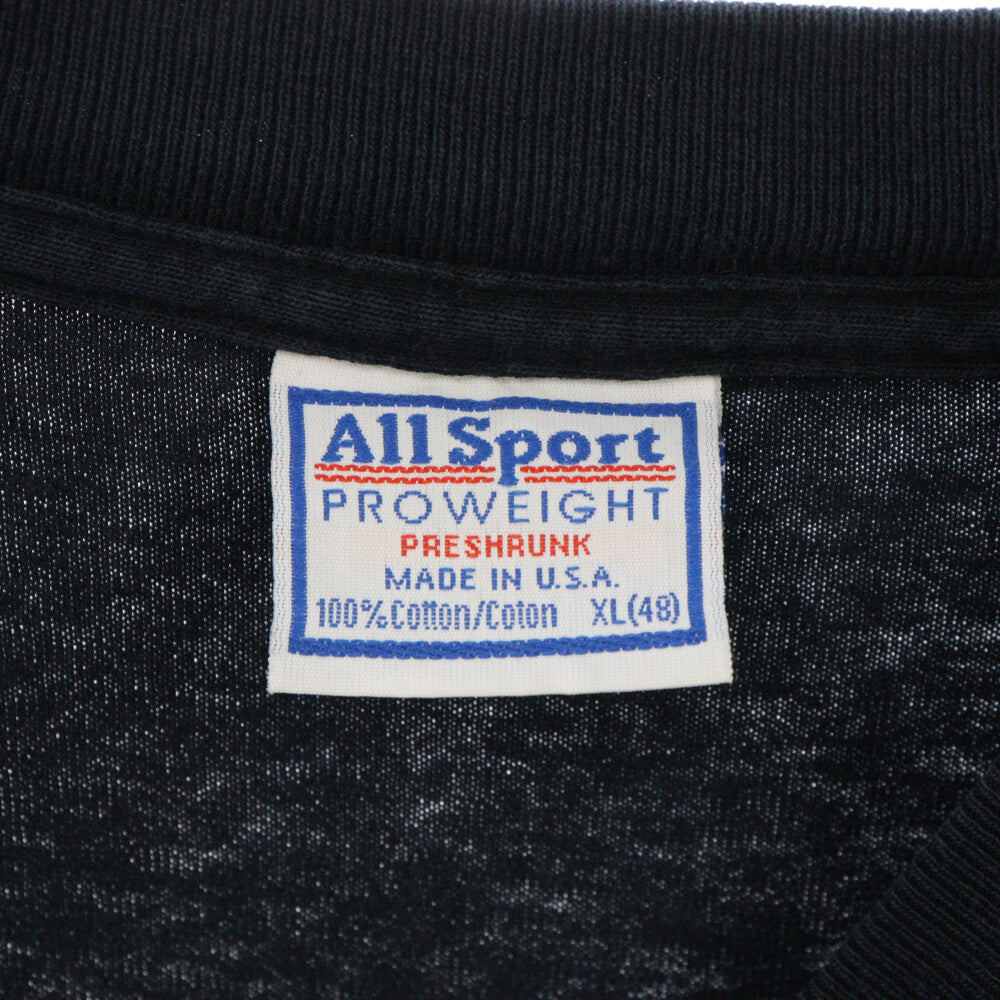 All Sport
PROWEIGHT
PRESHRUNK
MADE IN U.S.A.
100%Cotton/Coton XL(48)